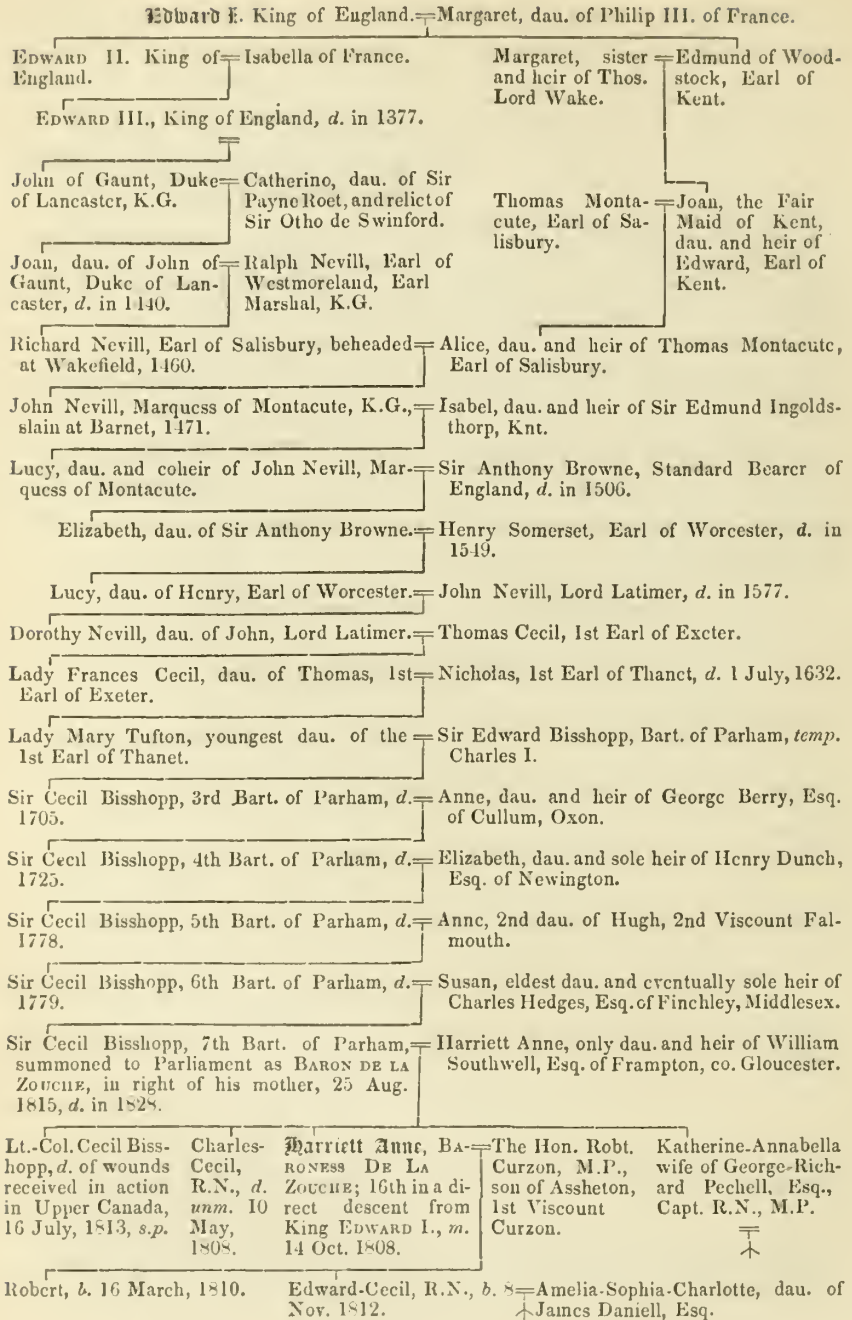 Edward I. King of England.=Margaret, dau. of Philip III. of France.
EDWARD II. King of England.=Isabella of France.
Margaret, sister and heir of Thos. Lord Wake.=Edmund of Woodstock, Earl of Kent.
EDWARD III., King of England, d. in 1377.
John of Gaunt, Duke=Catherino, dau. of Sir
of Lancaster, K.G. Payne Roet, and relict of
Sir Otho de Swinford.
Thomas Monta-=Joan, the Fair
cute, Earl of Sa- Maid of Kent,
lisbury. dau. and heir of
Edward, Earl of
Kent.
Joan, dau. of John of=Ralph Nevill, Earl of
Gaunt, Duke of Lan- Westmoreland, Earl
caster, d. in 1440. Marshal, K.G.
Richard Nevill, Earl of Salisbury, beheaded=Alice, dau. and heir of Thomas Montacute,
at Wakefield, 1460. Earl of Salisbury.
John Nevill, Marquess of Montacute, K.G.,=Isabel, dau. and heir of Sir Edmund Ingolds-
slain at Barnet, 1471. thorp, Knt.
Lucy, dau. and coheir of John Nevill, Mar-=Sir Anthony Browne, Standard Bearer of
quess of Montacute. England, d. in 1506.
Elizabeth, dau. of Sir Anthony Browne.=Henry Somerset, Earl of Worcester, d. in
1549.
Lucy, dau. of Henry, Earl of Worcester.=John Nevill, Lord Latimer, d. in 1577.
Dorothy Nevill, dau. of John, Lord Latimer.=Thomas Cecil, 1st Earl of Exeter.
Lady Frances Cecil, dau. of Thomas, 1st=Nicholas, 1st Earl of Thanet, d. 1 July, 1632.
Earl of Exeter.
Lady Mary Tufton, youngest dau. of the=Sir Edward Bisshopp, Bart. of Parham, temp.
1st Earl of Thanet. Charles I.
Sir Cecil Bisshopp, 3rd Bart. of Parham, d.=Anne, dau. and heir of George Berry, Esq.
1705. of Cullum, Oxon.
Sir Cecil Bisshopp, 4th Bart. of Parham, d.=Elizabeth, dau. and sole heir of Henry Dunch,
1725. Esq. of Newington.
Sir Cecil Bisshopp, 5th Bart. of Parham, d.=Anne, 2nd dau. of Hugh, 2nd Viscount Fal-
1778. mouth.
Sir Cecil Bisshopp, 6th Bart. of Parham, d.=Susan, eldest dau. and eventually sole heir of
1779. Charles Hedges, Esq. of Finchley, Middlesex.
Sir Cecil Bisshopp, 7th Bart. of Parham,=Harriett Anne, only dau. and heir of William
summoned to Parliament as BARON DE LA Southwell, Esq. of Frampton, co. Gloucester.
ZOUCHE, in right of his mother, 25 Aug.
1815, d. in 1828.
Lt.-Col. Cecil Biss-
hopp, d. of wounds
received in action
in Upper Canada,
16 July, 1813, s.p.
Charles-
Cecil,
R.N., d.
unm. 10
May,
1808.
Harriett Anne, BA-
RONESS DE LA
ZOUCHE; 16th in a di-
rect descent from
King EDWARD I., m.
14 Oct. 1808.
=The Hon. Robt.
Curzon, M.P.,
son of Assheton,
1st Viscount
Curzon.
Katherine-Annabella
wife of George-Rich-
ard Pechell, Esq.,
Capt. R.N., M.P.
Robert, b. 16 March, 1810.
Edward-Cecil, R.N., b. 8=Amelia-Sophia-Charlotte, dau. of
Nov. 1812. James Daniell, Esq.